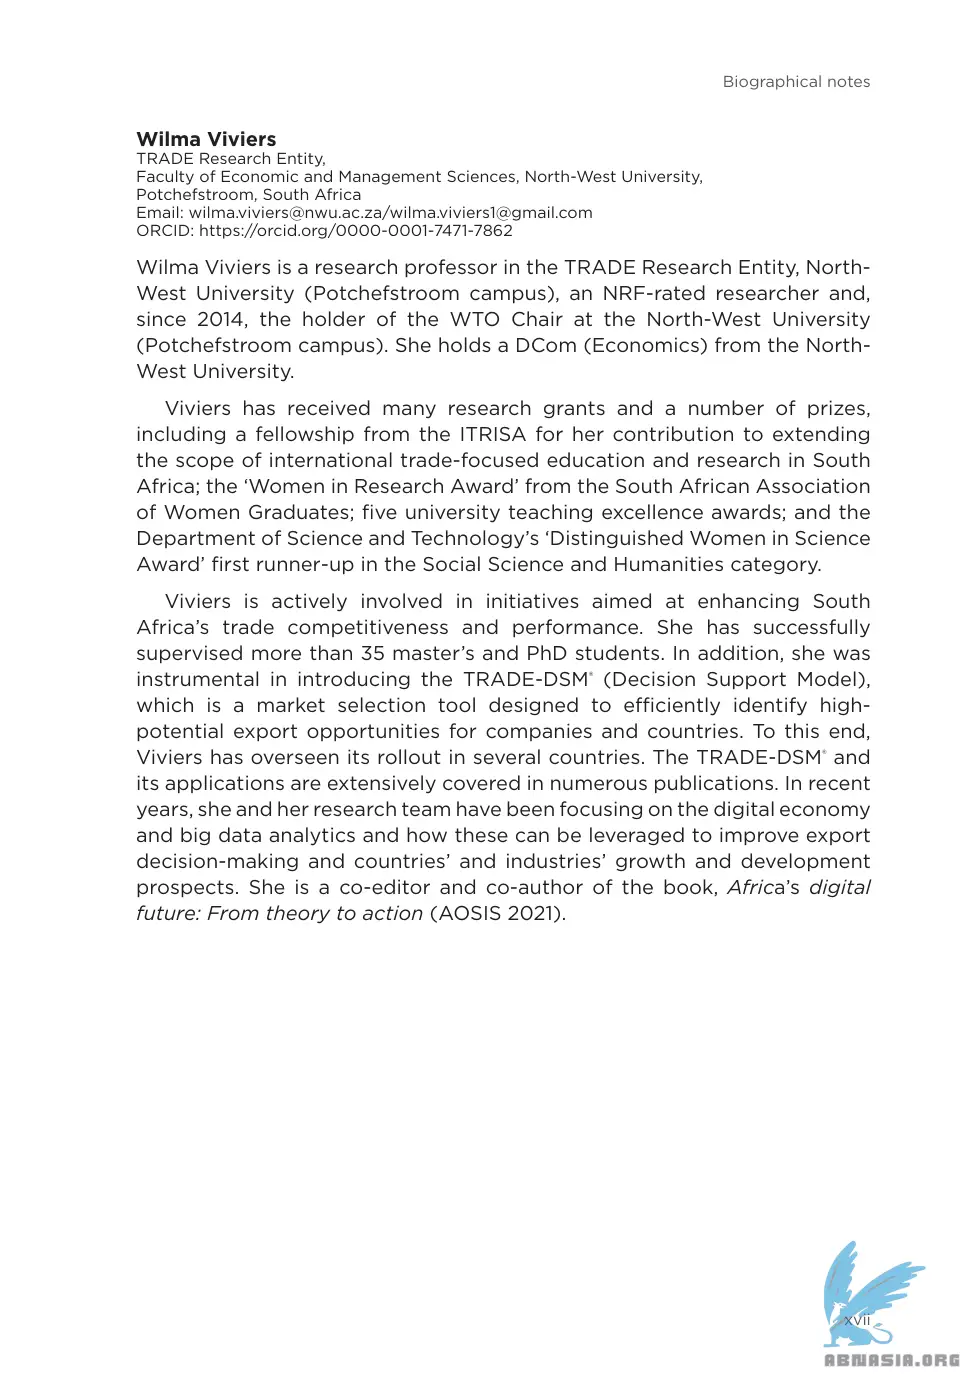 Biographical notes
Wilma Viviers
TRADE Research Entity,
Faculty of Economic and Management Sciences, North-West University,
Potchefstroom, South Africa
Email: wilma.viviers@nwu.ac.za/wilma.viviers1@gmail.com
ORCID: https://orcid.org/0000-0001-7471-7862
Wilma Viviers is a research professor in the TRADE Research Entity, North-
West University (Potchefstroom campus), an NRF-rated researcher and,
since 2014, the holder of the WTO Chair at the North-West University
(Potchefstroom campus). She holds a DCom (Economics) from the North-
West University.
Viviers has received many research grants and a number of prizes,
including a fellowship from the ITRISA for her contribution to extending
the scope of international trade-focused education and research in South
Africa; the ‘Women in Research Award’ from the South African Association
of Women Graduates; five university teaching excellence awards; and the
Department of Science and Technology’s ‘Distinguished Women in Science
Award’ first runner-up in the Social Science and Humanities category.
Viviers is actively involved in initiatives aimed at enhancing South
Africa’s trade competitiveness and performance. She has successfully
supervised more than 35 master’s and PhD students. In addition, she was
instrumental in introducing the TRADE-DSM® (Decision Support Model),
which is a market selection tool designed to efficiently identify high-
potential export opportunities for companies and countries. To this end,
Viviers has overseen its rollout in several countries. The TRADE-DSM® and
its applications are extensively covered in numerous publications. In recent
years, she and her research team have been focusing on the digital economy
and big data analytics and how these can be leveraged to improve export
decision-making and countries’ and industries’ growth and development
prospects. She is a co-editor and co-author of the book, Africa’s digital
future: From theory to action (AOSIS 2021).
xvii
ABNASIA.ORG